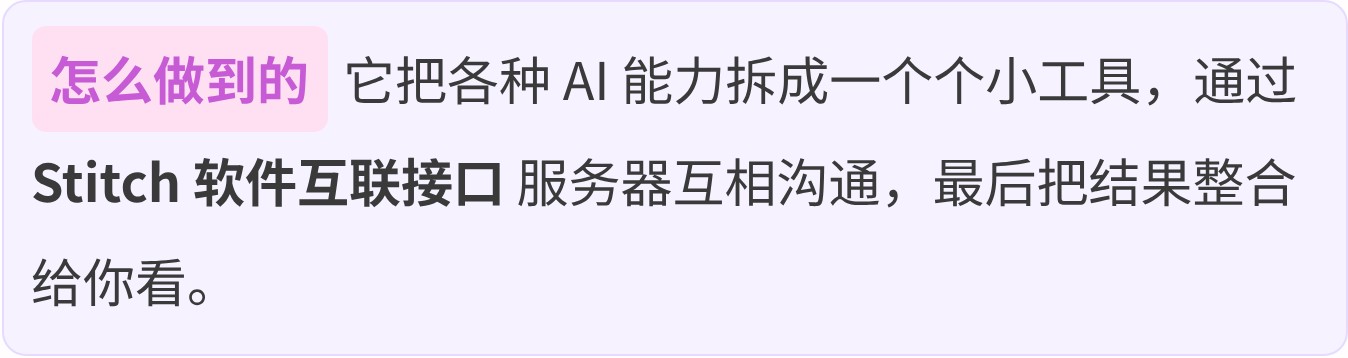 怎么做到的 它把各种 AI 能力拆成一个个小工具，通过
Stitch 软件互联接口 服务器互相沟通，最后把结果整合
给你看。